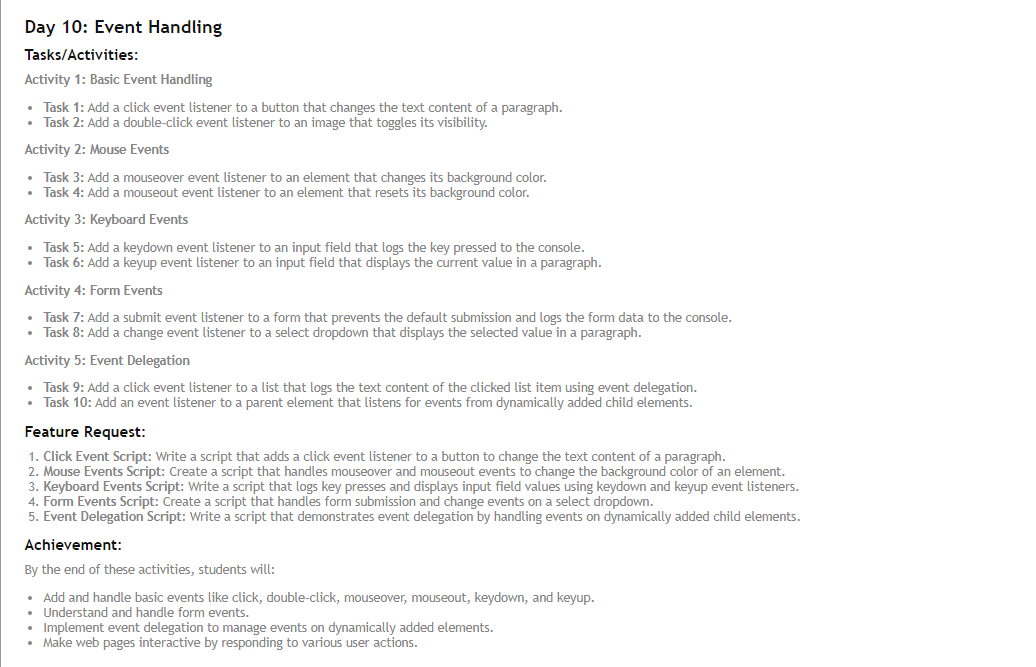 Day 10: Event Handling
Tasks/Activities:
Activity 1: Basic Event Handling
• Task 1: Add a click event listener to a button that changes the text content of a paragraph.
• Task 2: Add a double-click event listener to an image that toggles its visibility.
Activity 2: Mouse Events
• Task 3: Add a mouseover event listener to an element that changes its background color.
• Task 4: Add a mouseout event listener to an element that resets its background color.
Activity 3: Keyboard Events
• Task 5: Add a keydown event listener to an input field that logs the key pressed to the console.
• Task 6: Add a keyup event listener to an input field that displays the current value in a paragraph.
Activity 4: Form Events
• Task 7: Add a submit event listener to a form that prevents the default submission and logs the form data to the console.
• Task 8: Add a change event listener to a select dropdown that displays the selected value in a paragraph.
Activity 5: Event Delegation
• Task 9: Add a click event listener to a list that logs the text content of the clicked list item using event delegation.
• Task 10: Add an event listener to a parent element that listens for events from dynamically added child elements.
Feature Request:
1. Click Event Script: Write a script that adds a click event listener to a button to change the text content of a paragraph.
2. Mouse Events Script: Create a script that handles mouseover and mouseout events to change the background color of an element.
3. Keyboard Events Script: Write a script that logs key presses and displays input field values using keydown and keyup event listeners.
4. Form Events Script: Create a script that handles form submission and change events on a select dropdown.
5. Event Delegation Script: Write a script that demonstrates event delegation by handling events on dynamically added child elements.
Achievement:
By the end of these activities, students will:
• Add and handle basic events like click, double-click, mouseover, mouseout, keydown, and keyup.
• Understand and handle form events.
• Implement event delegation to manage events on dynamically added elements.
• Make web pages interactive by responding to various user actions.